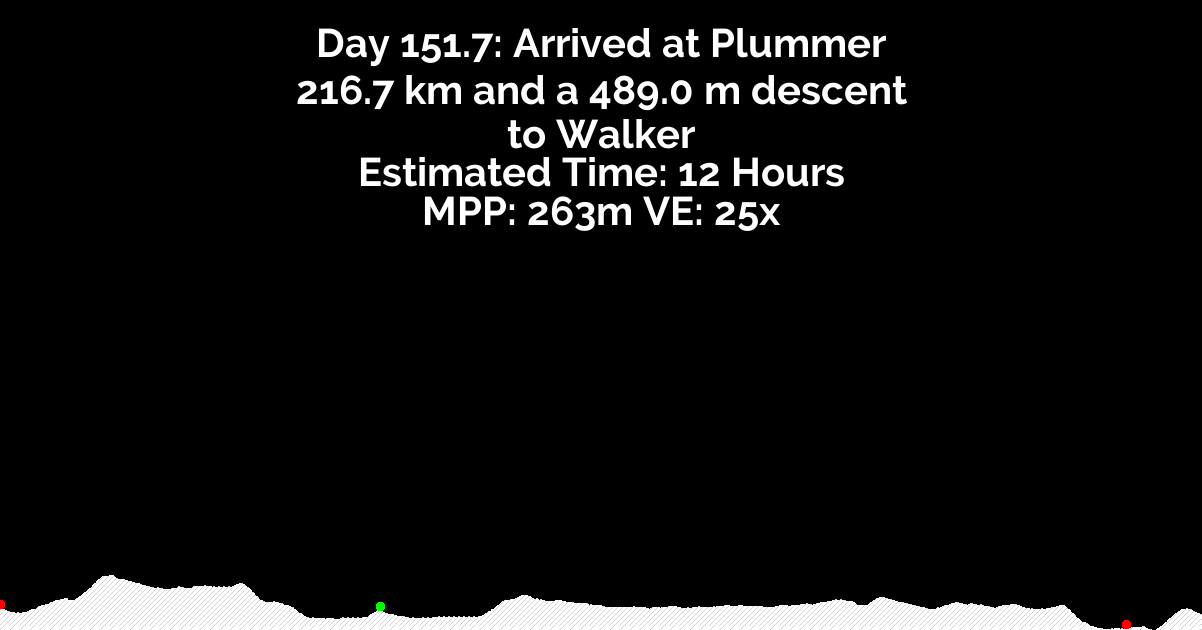 Day 151.7: Arrived at Plummer
216.7 km and a 489.0 m descent
to Walker
Estimated Time: 12 Hours
MPP: 263m VE: 25x